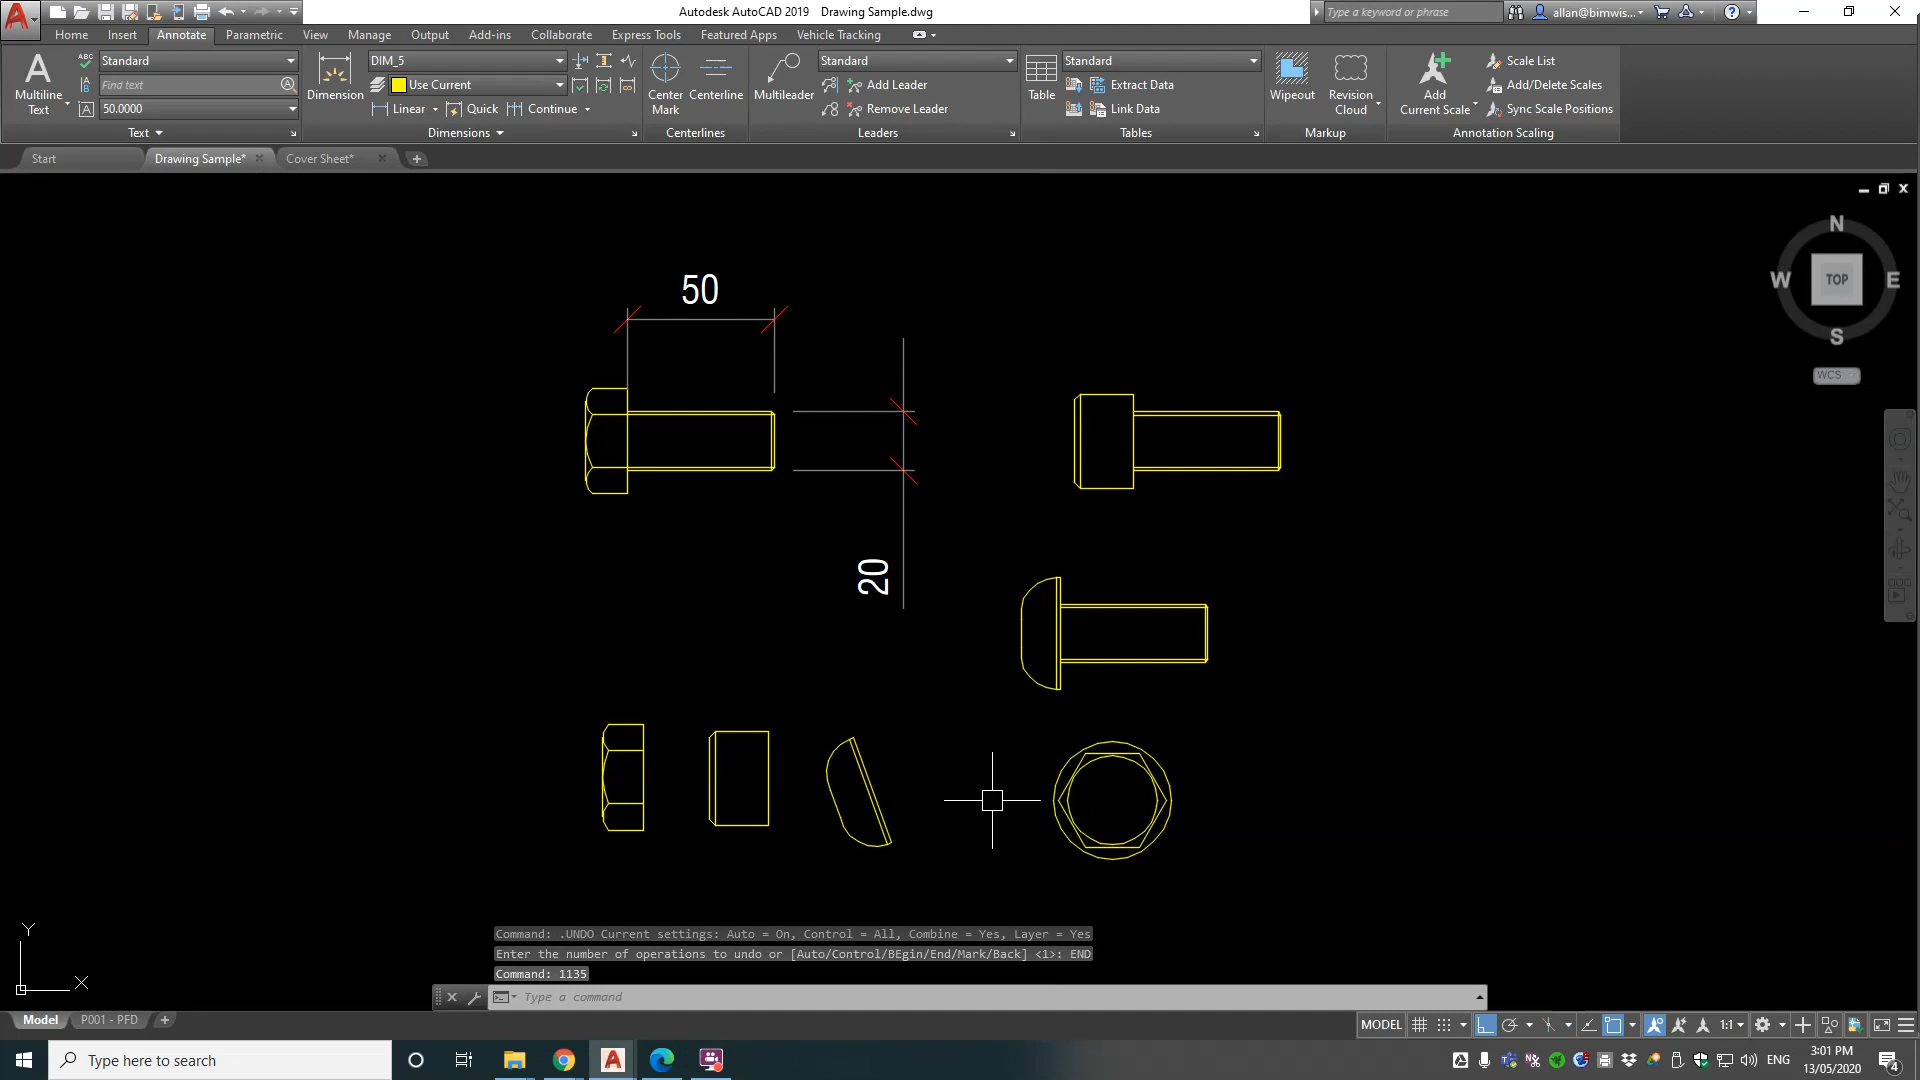 Autodesk AutoCAD 2019 Drawing Sample.dwg
Type a keyword or phrase
allan@bimwis...
Home Insert Annotate Parametric View Manage Output Add-ins Collaborate Express Tools Featured Apps Vehicle Tracking
Multiline Text
Standard
Find text
50.0000
Text
Dimension
DIM_5
Use Current
Linear Quick Continue
Dimensions
Center Mark
Centerline
Centerlines
Multileader
Standard
Add Leader
Remove Leader
Leaders
Table
Standard
Extract Data
Link Data
Tables
Wipeout
Revision Cloud
Markup
Add Current Scale
Scale List
Add/Delete Scales
Sync Scale Positions
Annotation Scaling
Start
Drawing Sample*
Cover Sheet*
N
W TOP E
S
WCS
50
20
Y
X
Command: .UNDO Current settings: Auto = On, Control = All, Combine = Yes, Layer = Yes
Enter the number of operations to undo or [Auto/Control/BEgin/End/Mark/Back] <1>: END
Command: 1135
Type a command
Model P001 - PFD
MODEL
1:1
Type here to search
ENG
3:01 PM
13/05/2020
4